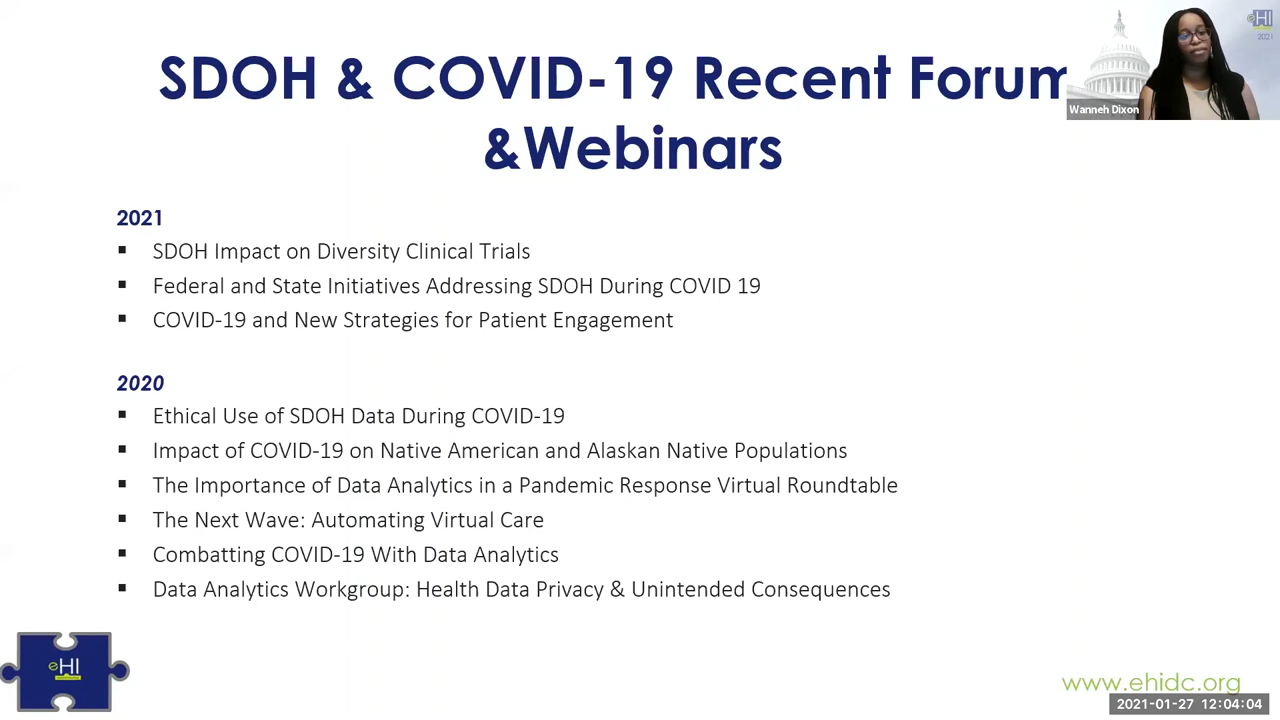 SDOH & COVID-19 Recent Forum
&Webinars
eHI
2021
Wanneh Dixon
2021
▪ SDOH Impact on Diversity Clinical Trials
▪ Federal and State Initiatives Addressing SDOH During COVID 19
▪ COVID-19 and New Strategies for Patient Engagement
2020
▪ Ethical Use of SDOH Data During COVID-19
▪ Impact of COVID-19 on Native American and Alaskan Native Populations
▪ The Importance of Data Analytics in a Pandemic Response Virtual Roundtable
▪ The Next Wave: Automating Virtual Care
▪ Combatting COVID-19 With Data Analytics
▪ Data Analytics Workgroup: Health Data Privacy & Unintended Consequences
eHI
www.ehidc.org
2021-01-27 12:04:04